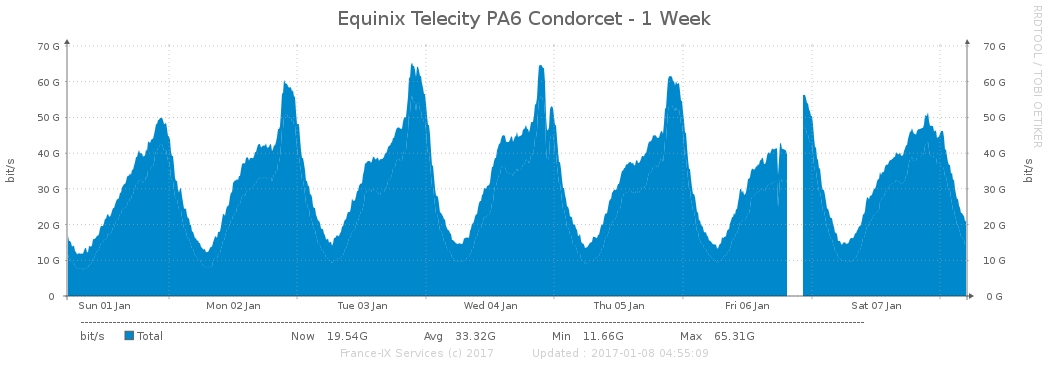 Equinix Telecity PA6 Condorcet - 1 Week
RRDTOOL / TOBI OETIKER
70 G 70 G
60 G 60 G
50 G 50 G
40 G 40 G
30 G 30 G
20 G 20 G
10 G 10 G
0 0 G
bit/s bit/s
Sun 01 Jan Mon 02 Jan Tue 03 Jan Wed 04 Jan Thu 05 Jan Fri 06 Jan Sat 07 Jan
bit/s Total Now 19.54G Avg 33.32G Min 11.66G Max 65.31G
France-IX Services (c) 2017 Updated : 2017-01-08 04:55:09